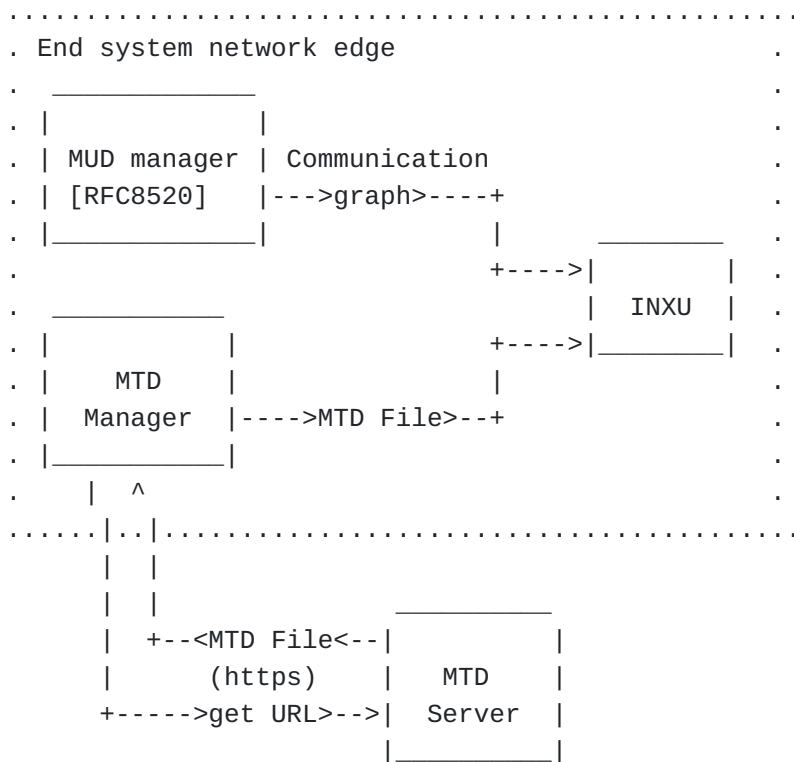 End system network edge
MUD manager Communication
[RFC8520] --->graph>----+
+---->
INXU
+---->
MTD
Manager ---->MTD File>--+
^
+--<MTD File<--
(https) MTD
+----->get URL>--> Server